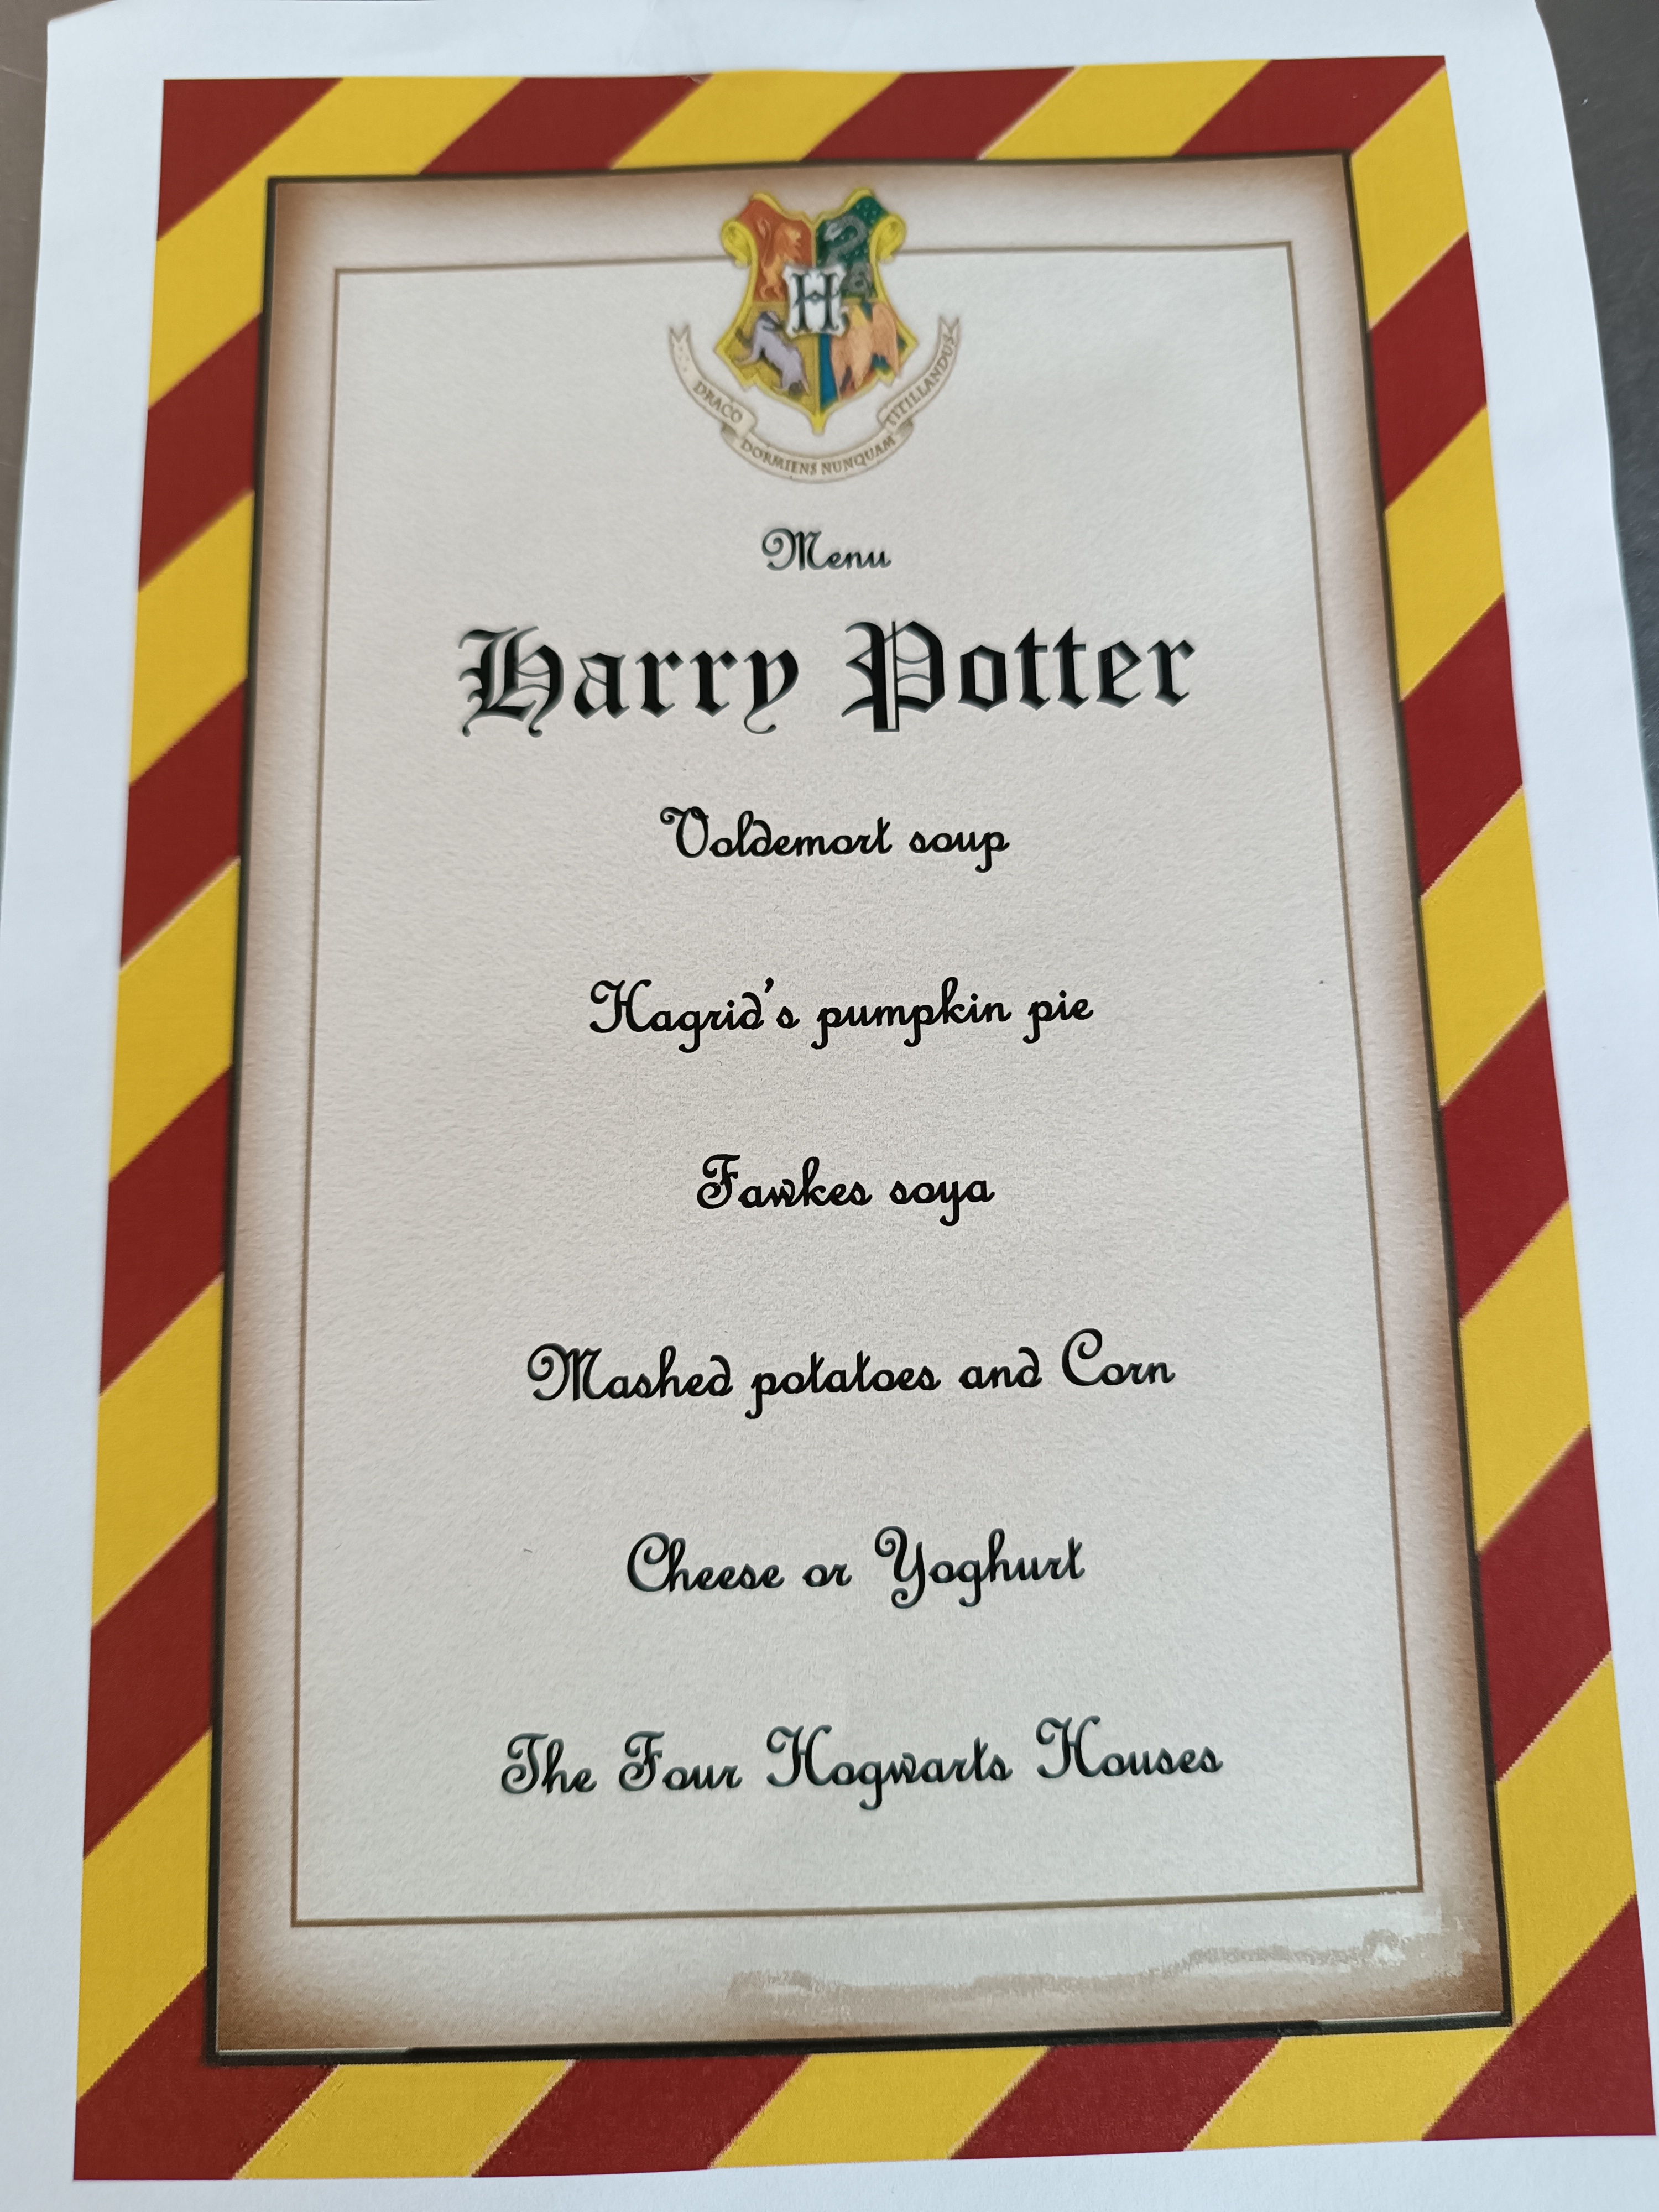 H
DRACO
DORMIENS NUNQUAM
TITILLANDUS
Menu
Harry Potter
Voldemort soup
Hagrid's pumpkin pie
Fawkes soya
Mashed potatoes and Corn
Cheese or Yoghurt
The Four Hogwarts Houses